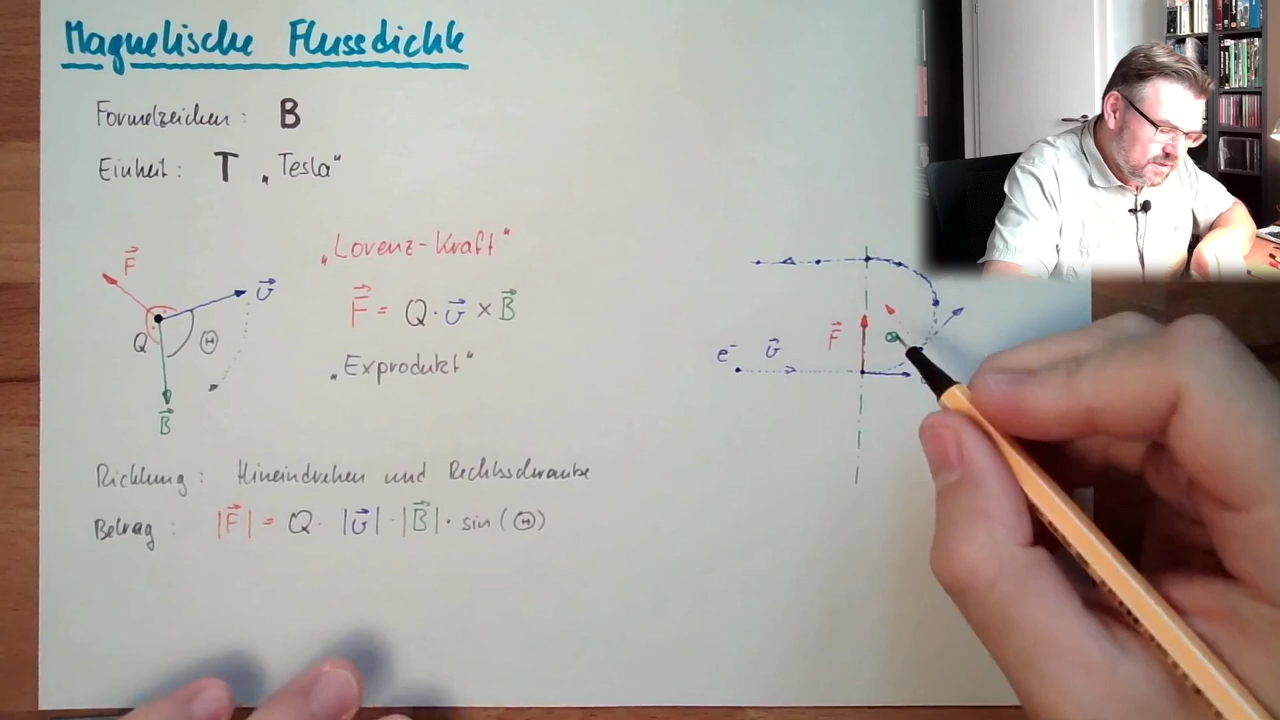 Magnetische Flussdichte
Formelzeichen: B
Einheit: T „Tesla“
„Lorenz-Kraft“
F⃗ = Q · v⃗ × B⃗
„Exprodukt“
F⃗ v⃗
Q Θ
B⃗
Richtung: Hineindrehen und Rechtsschraube
Betrag: |F⃗| = Q · |v⃗| · |B⃗| · sin(Θ)
F⃗
e⁻ v⃗